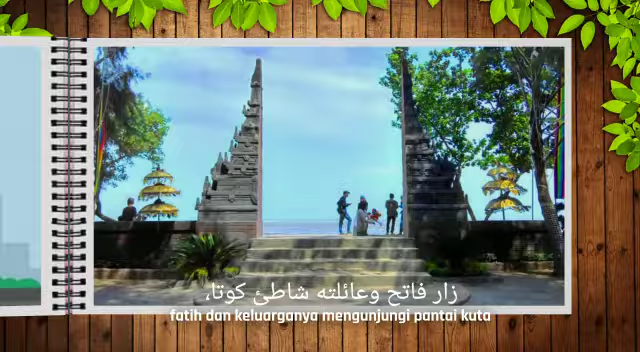 زار فاتح وعائلته شاطئ كوتا،
fatih dan keluarganya mengunjungi pantai kuta